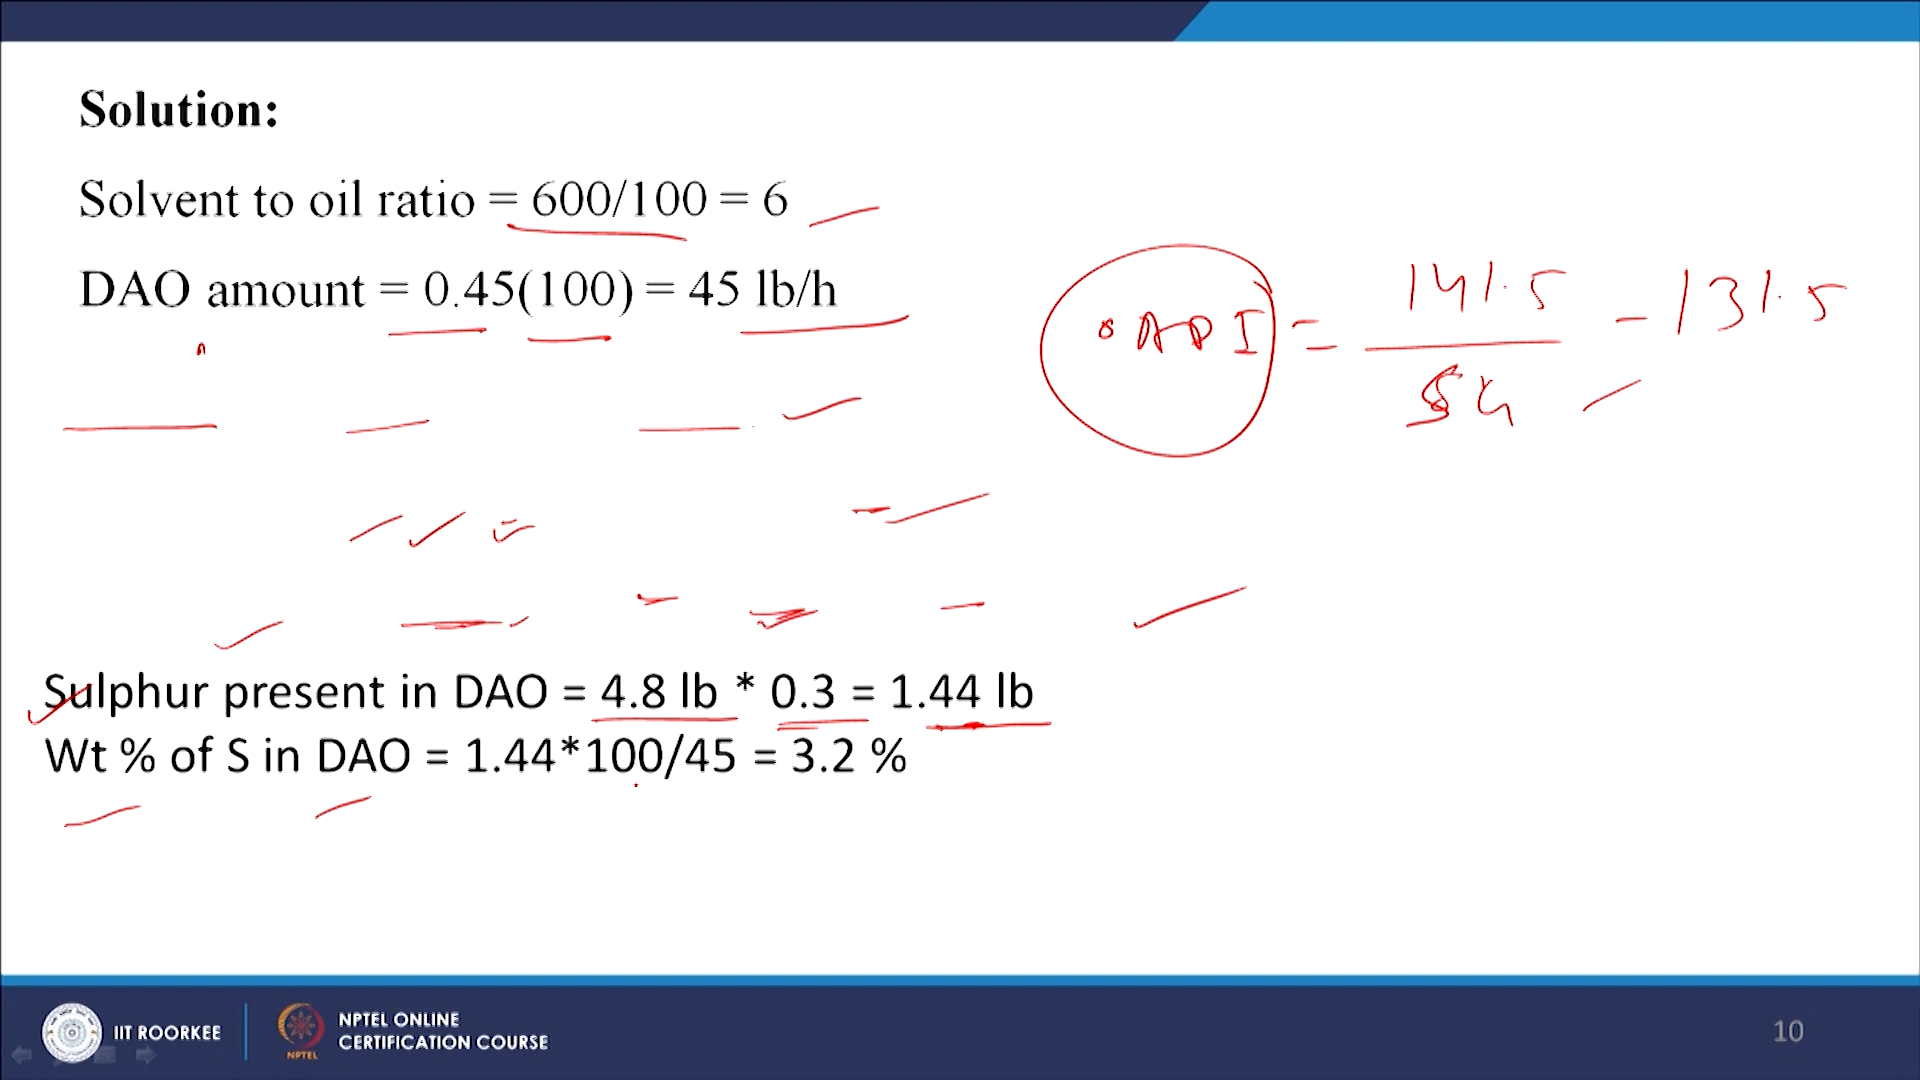 Solution:
Solvent to oil ratio = 600/100 = 6
DAO amount = 0.45(100) = 45 lb/h
°API = 141.5 / - 131.5
Sulphur present in DAO = 4.8 lb * 0.3 = 1.44 lb
Wt % of S in DAO = 1.44*100/45 = 3.2 %
IIT ROORKEE
NPTEL
NPTEL ONLINE
CERTIFICATION COURSE
10